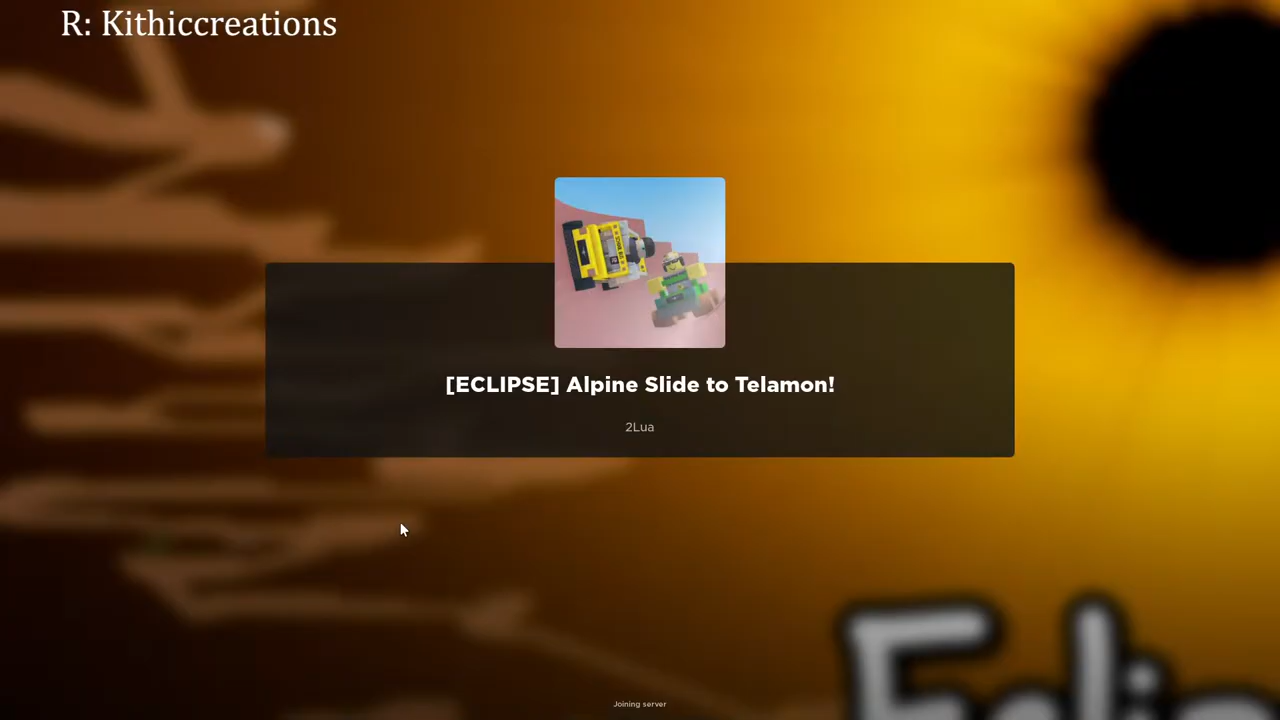 R: Kithiccreations
[ECLIPSE] Alpine Slide to Telamon!
2Lua
Joining server